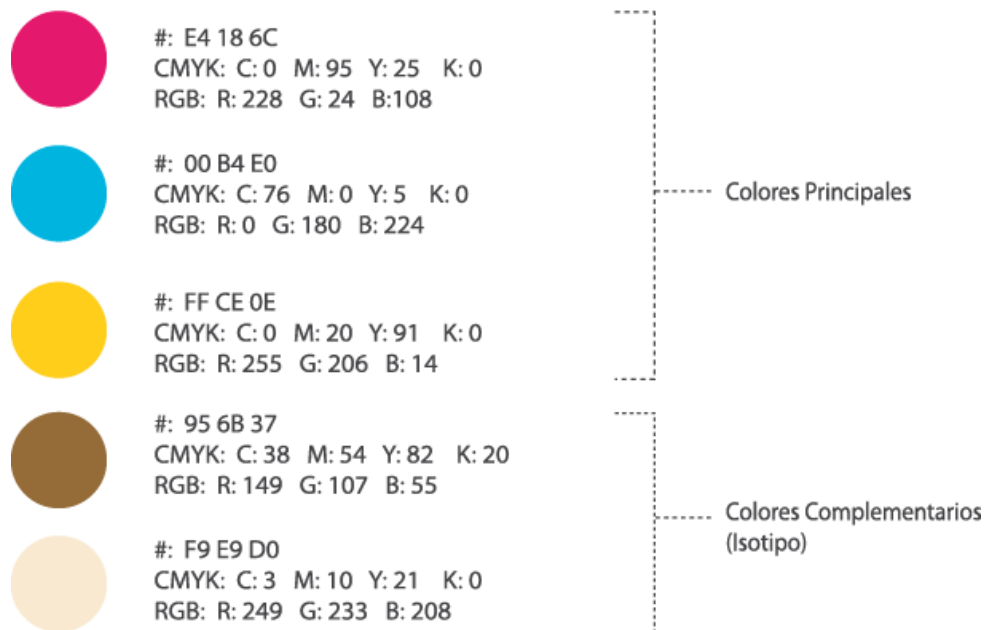 #: E4 18 6C
CMYK: C: 0 M: 95 Y: 25 K: 0
RGB: R: 228 G: 24 B:108
#: 00 B4 E0
CMYK: C: 76 M: 0 Y: 5 K: 0
RGB: R: 0 G: 180 B: 224
Colores Principales
#: FF CE 0E
CMYK: C: 0 M: 20 Y: 91 K: 0
RGB: R: 255 G: 206 B: 14
#: 95 6B 37
CMYK: C: 38 M: 54 Y: 82 K: 20
RGB: R: 149 G: 107 B: 55
Colores Complementarios
(Isotipo)
#: F9 E9 D0
CMYK: C: 3 M: 10 Y: 21 K: 0
RGB: R: 249 G: 233 B: 208